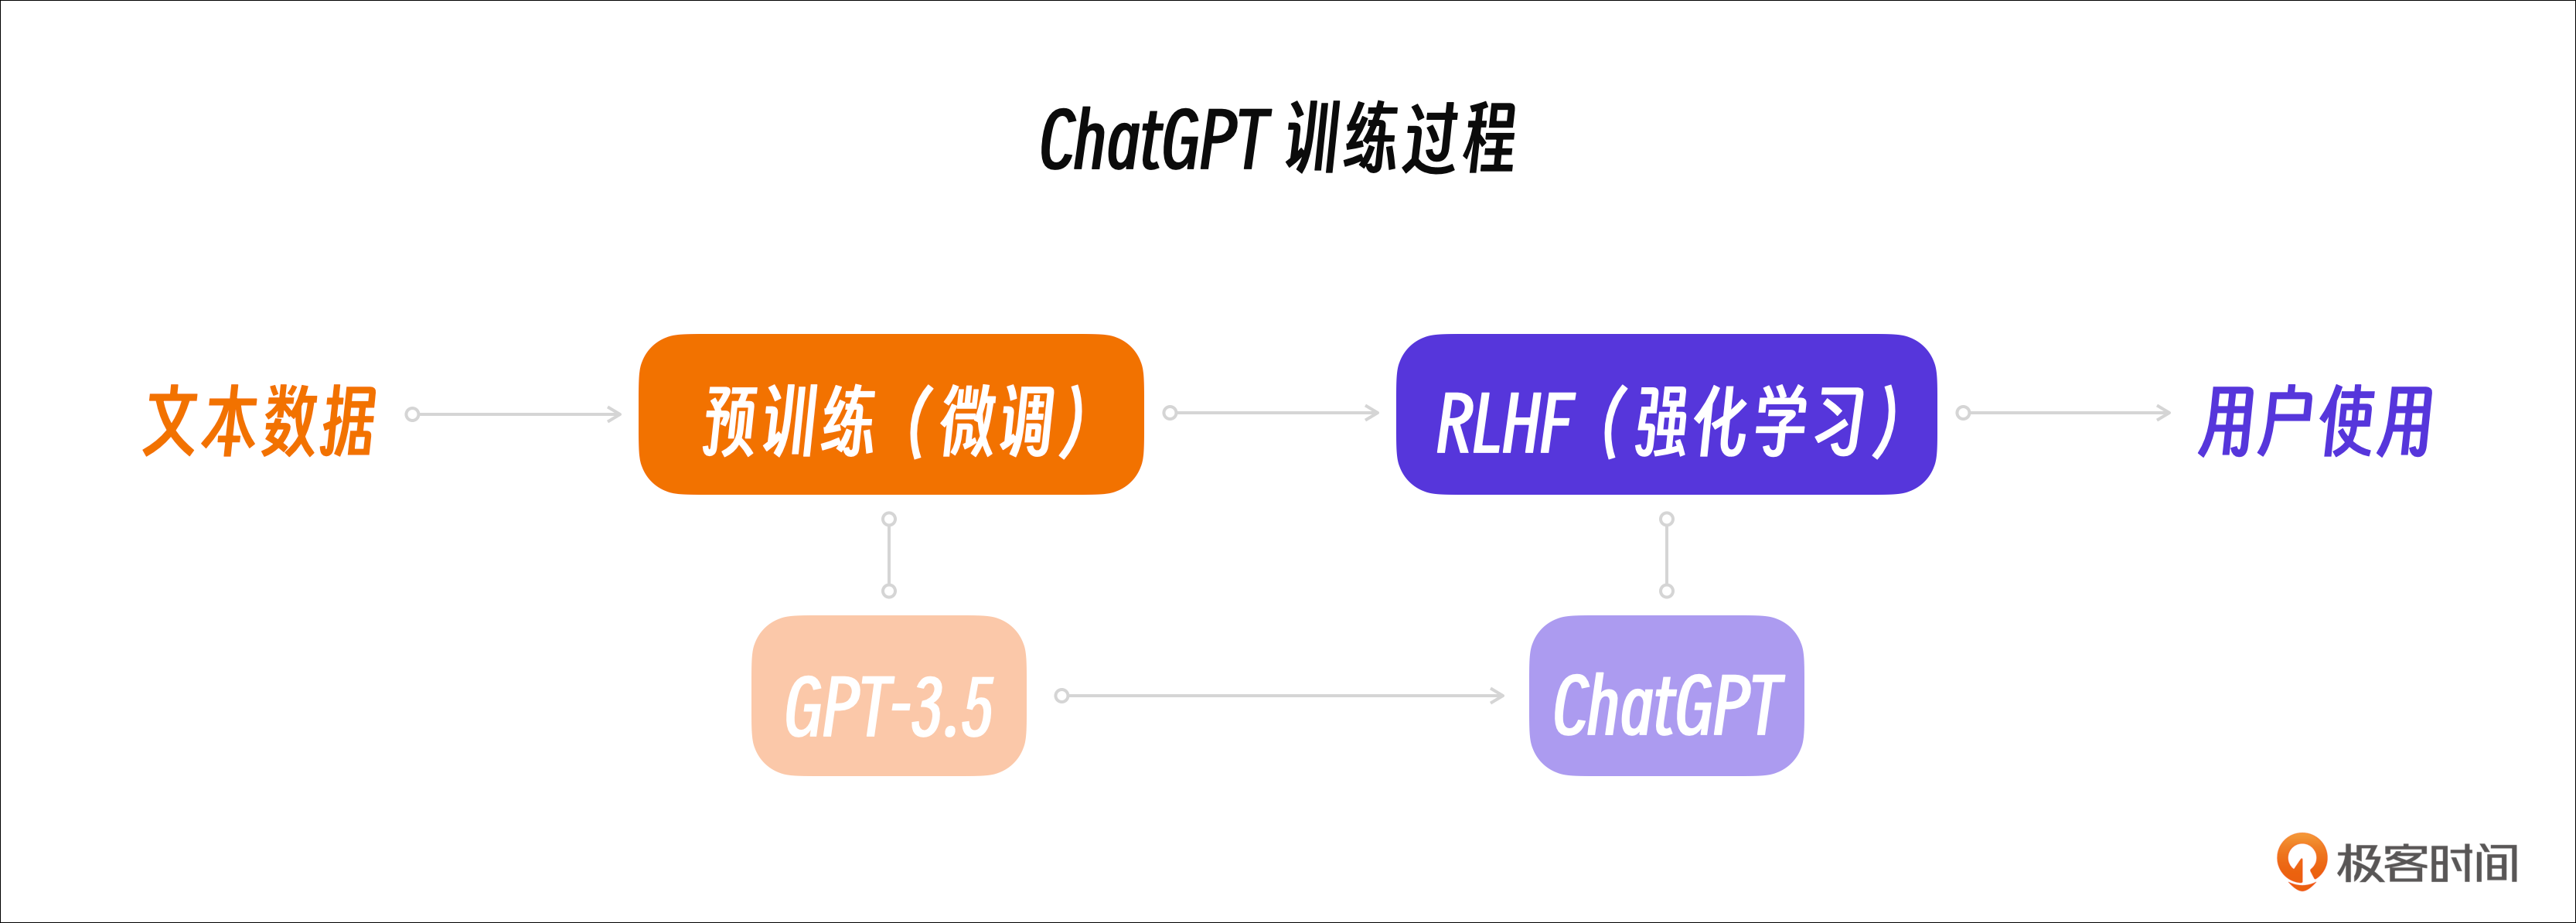 ChatGPT 训练过程
文本数据
预训练（微调）
RLHF（强化学习）
用户使用
GPT-3.5
ChatGPT
极客时间